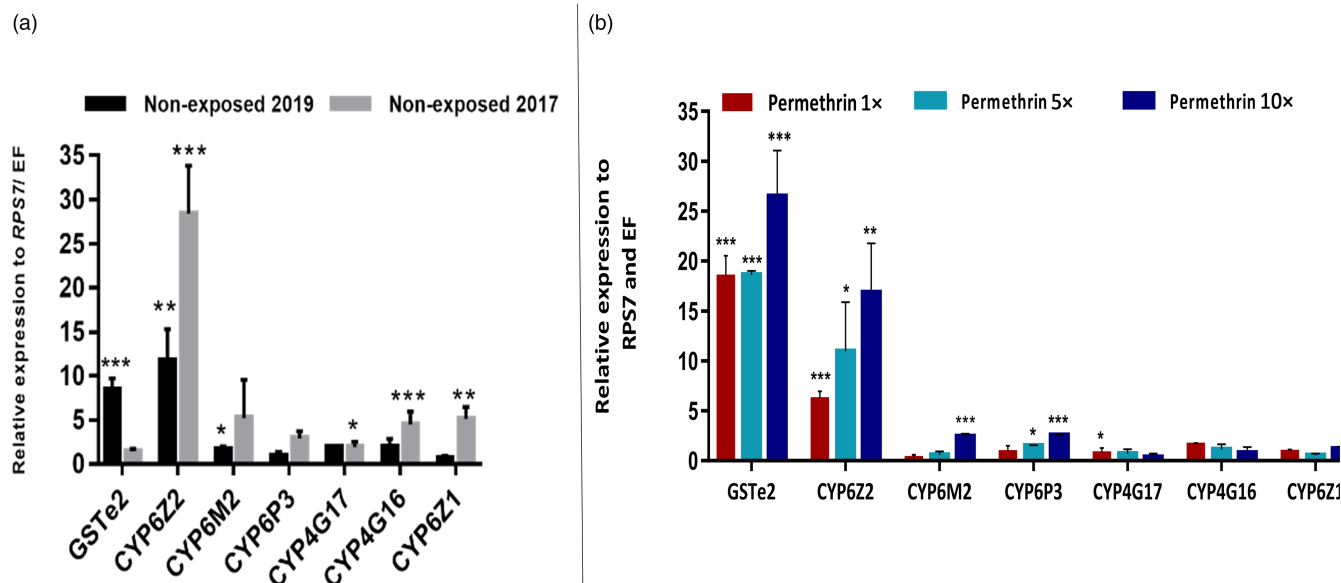 (a)
Non-exposed 2019 Non-exposed 2017
Relative expression to RPS7/ EF
35
30
25
20
15
10
5
0
*** ** *** * * *** **
GSTe2 CYP6Z2 CYP6M2 CYP6P3 CYP4G17 CYP4G16 CYP6Z1
(b)
Permethrin 1× Permethrin 5× Permethrin 10×
Relative expression to
RPS7 and EF
35
30
25
20
15
10
5
0
*** *** *** *** * ** *** * *** *
GSTe2 CYP6Z2 CYP6M2 CYP6P3 CYP4G17 CYP4G16 CYP6Z1